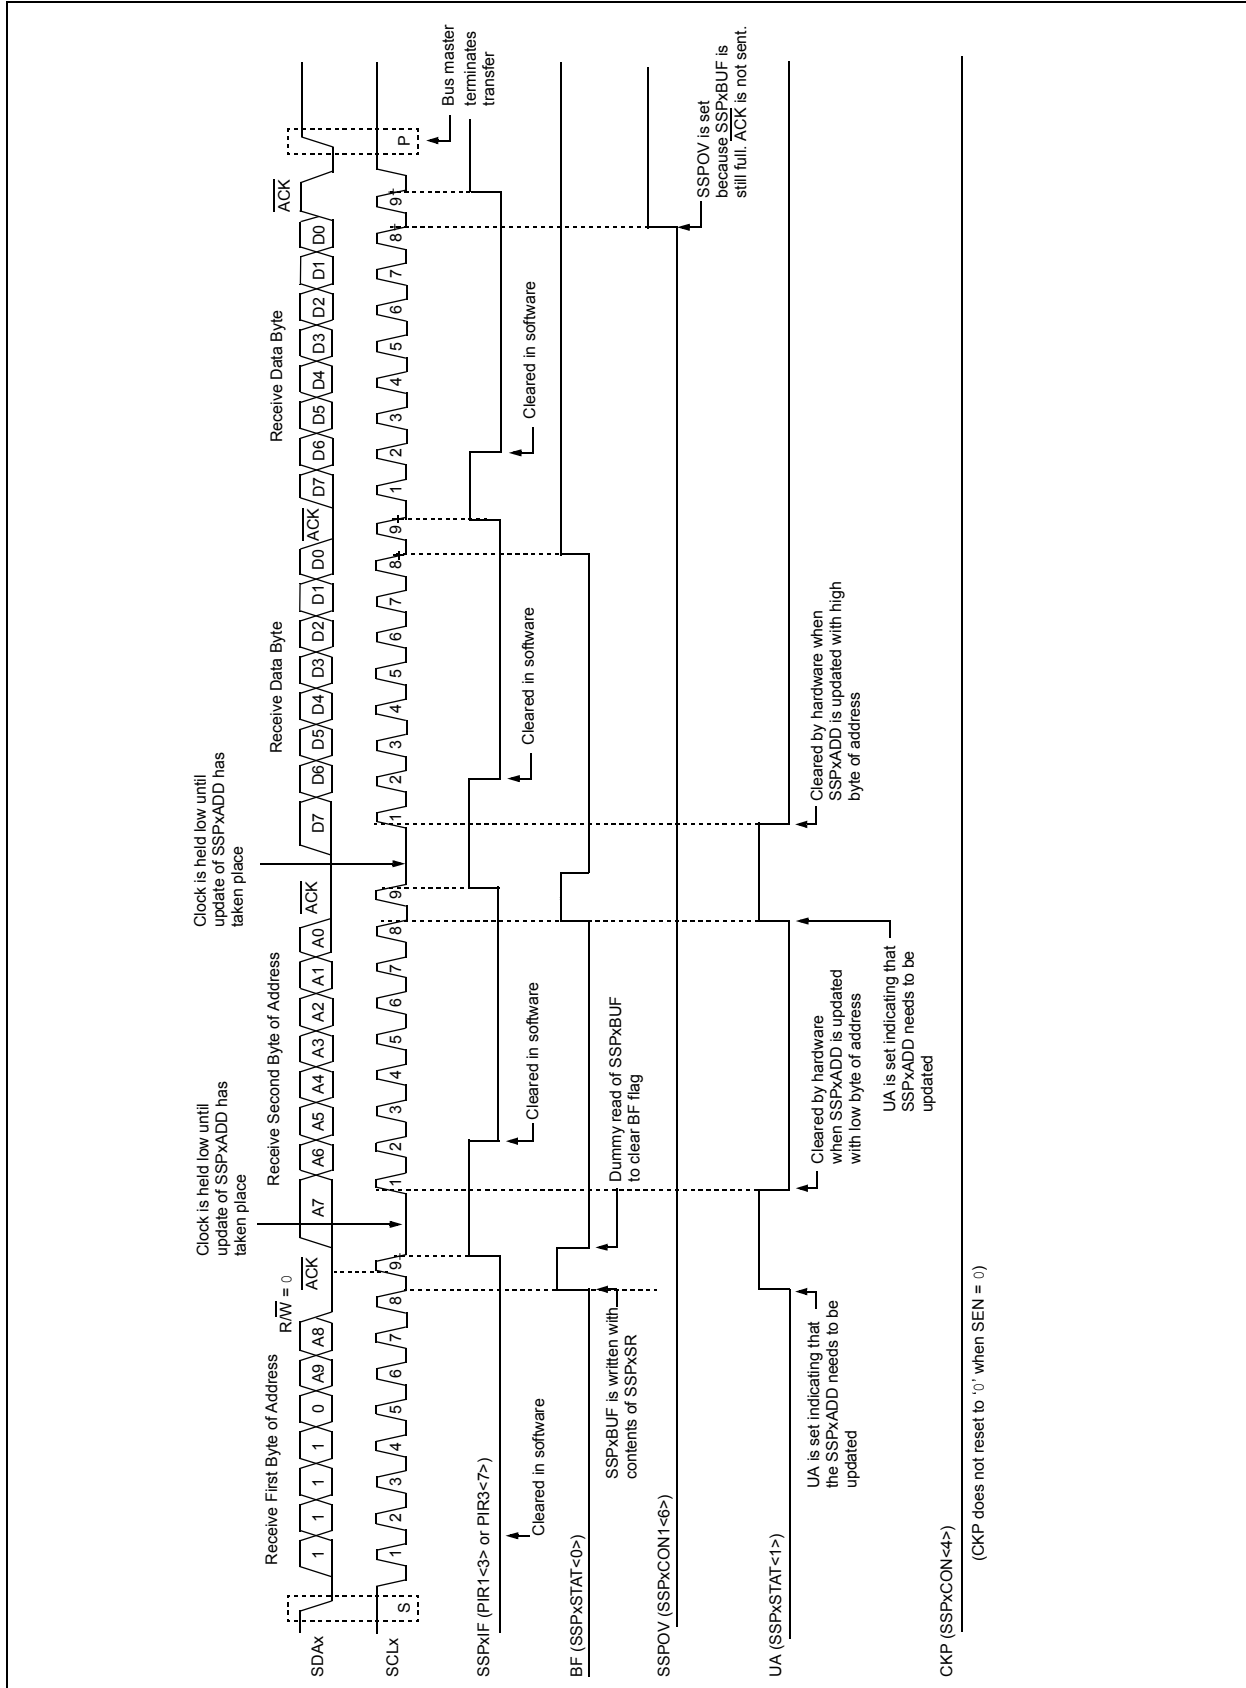 Clock is held low until
update of SSPxADD has
taken place
Clock is held low until
update of SSPxADD has
taken place
Receive First Byte of Address
R/W = 0
Receive Second Byte of Address
Receive Data Byte
Receive Data Byte
SDAx
1 1 1 1 0 A9 A8 ACK A7 A6 A5 A4 A3 A2 A1 A0 ACK D7 D6 D5 D4 D3 D2 D1 D0 ACK D7 D6 D5 D4 D3 D2 D1 D0 ACK
SCLx
S 1 2 3 4 5 6 7 8 9 1 2 3 4 5 6 7 8 9 1 2 3 4 5 6 7 8 9 1 2 3 4 5 6 7 8 9 P
Bus master
terminates
transfer
SSPxIF (PIR1<3> or PIR3<7>)
Cleared in software
Cleared in software
Cleared in software
Cleared in software
BF (SSPxSTAT<0>)
SSPxBUF is written with
contents of SSPxSR
Dummy read of SSPxBUF
to clear BF flag
SSPOV (SSPxCON1<6>)
SSPOV is set
because SSPxBUF is
still full. ACK is not sent.
UA (SSPxSTAT<1>)
UA is set indicating that
the SSPxADD needs to be
updated
Cleared by hardware
when SSPxADD is updated
with low byte of address
UA is set indicating that
SSPxADD needs to be
updated
Cleared by hardware when
SSPxADD is updated with high
byte of address
CKP (SSPxCON<4>)
(CKP does not reset to ‘0’ when SEN = 0)